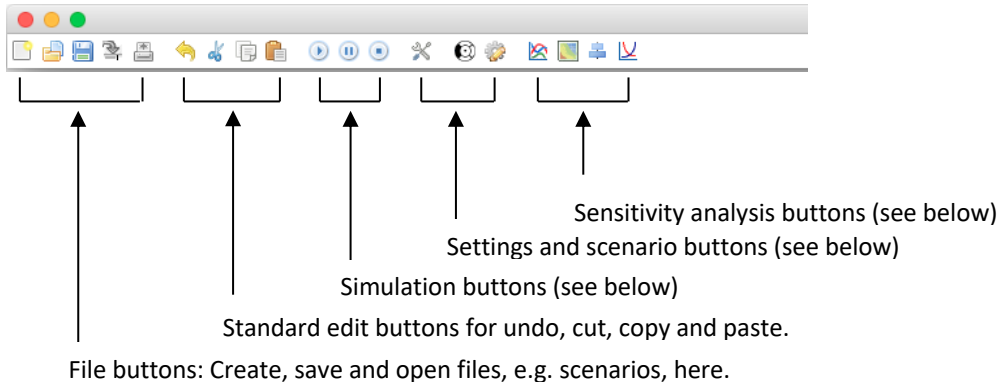 Sensitivity analysis buttons (see below)
Settings and scenario buttons (see below)
Simulation buttons (see below)
Standard edit buttons for undo, cut, copy and paste.
File buttons: Create, save and open files, e.g. scenarios, here.